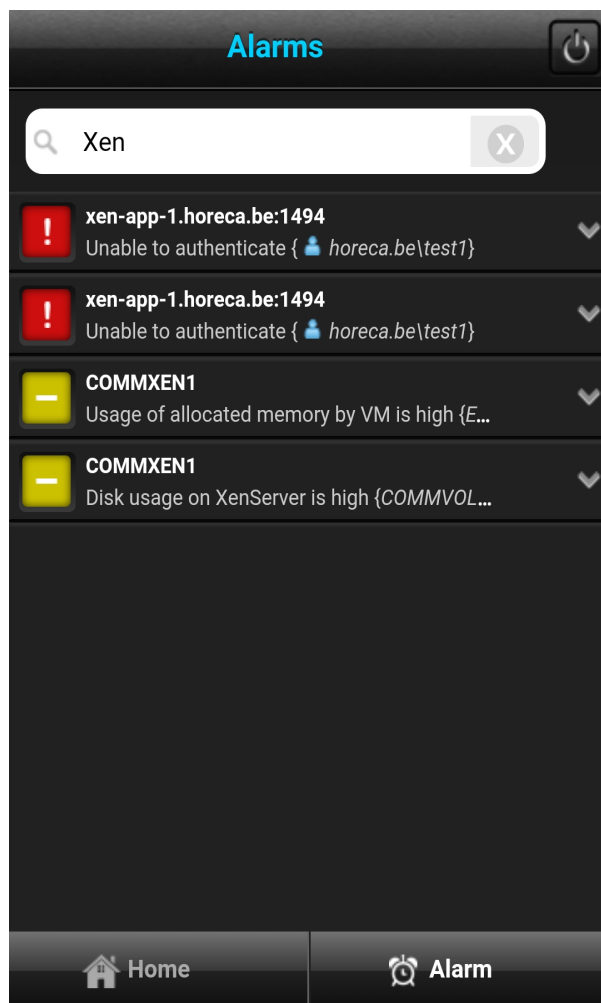 Alarms
Xen
X
xen-app-1.horeca.be:1494
Unable to authenticate { horeca.be\test1}
xen-app-1.horeca.be:1494
Unable to authenticate { horeca.be\test1}
COMMXEN1
Usage of allocated memory by VM is high {E...
COMMXEN1
Disk usage on XenServer is high {COMMVOL...
Home
Alarm